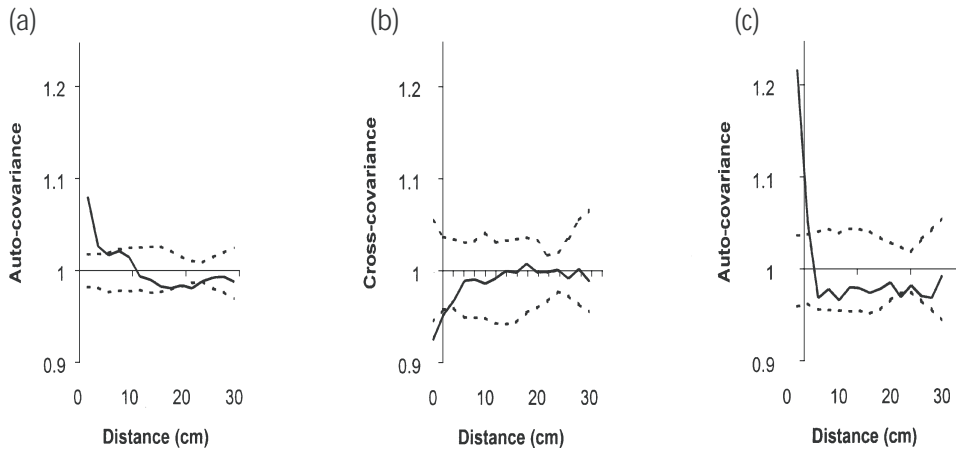 (a)
Auto-covariance
1.2
1.1
1
0.9
0 10 20 30
Distance (cm)
(b)
Cross-covariance
1.2
1.1
1
0.9
0 10 20 30
Distance (cm)
(c)
Auto-covariance
1.2
1.1
1
0.9
0 10 20 30
Distance (cm)